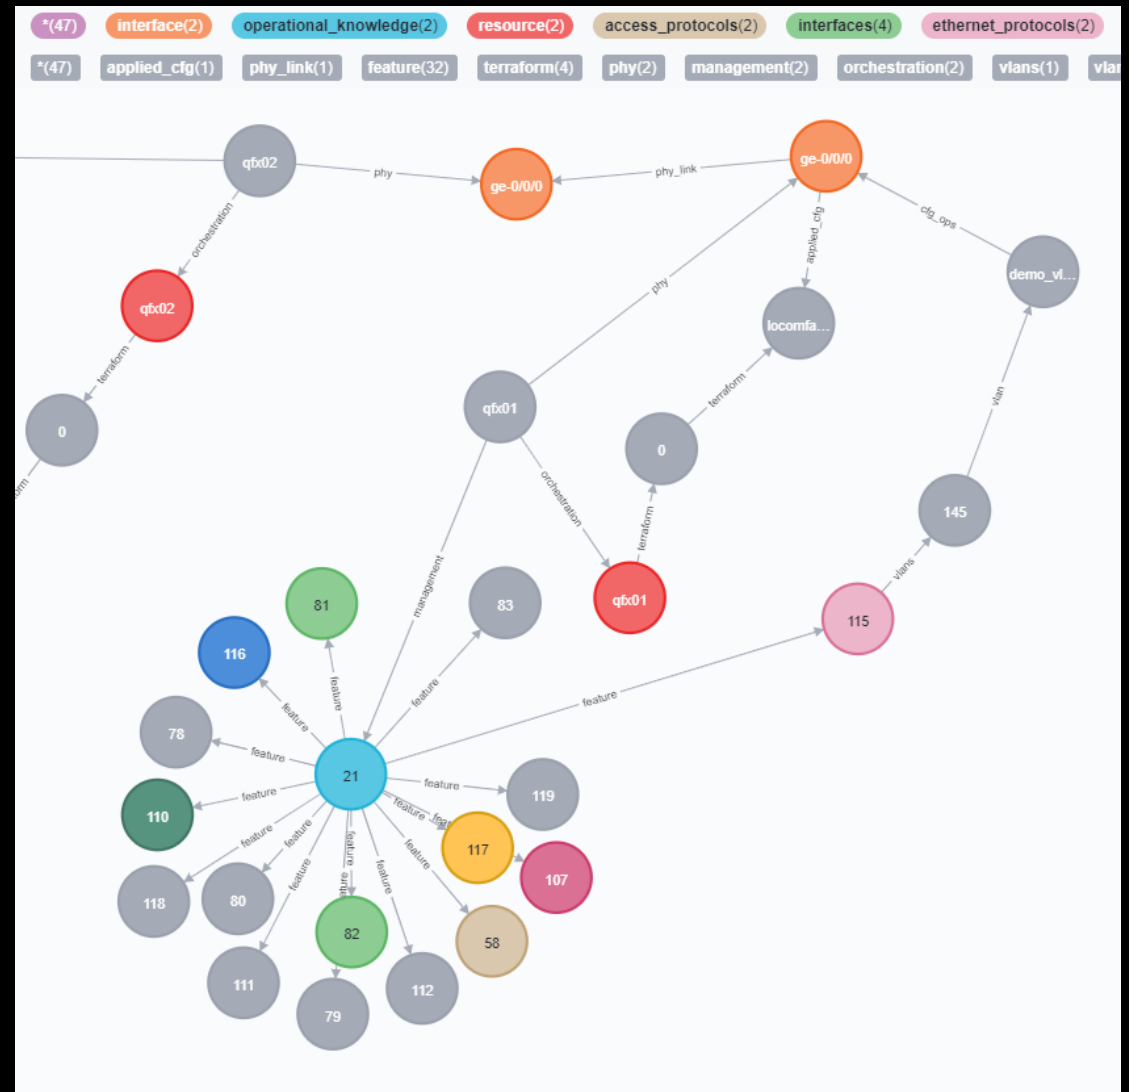 *(47) interface(2) operational_knowledge(2) resource(2) access_protocols(2) interfaces(4) ethernet_protocols(2)
*(47) applied_cfg(1) phy_link(1) feature(32) terraform(4) phy(2) management(2) orchestration(2) vlans(1) vlan
qfx02
phy
ge-0/0/0
phy_link
ge-0/0/0
orchestration
applied_cfg
cfg_ops
demo_vl...
qfx02
phy
locomfa...
terraform
terraform
vlan
qfx01
0
0
orm
orchestration
145
terraform
vlans
management
qfx01
81
83
115
116
feature
feature
feature
feature
78
feature
21
feature
119
110
feature
feature
feature
feature
feature
feature
feature
feature
feature
117
107
118
80
82
58
111
79
112